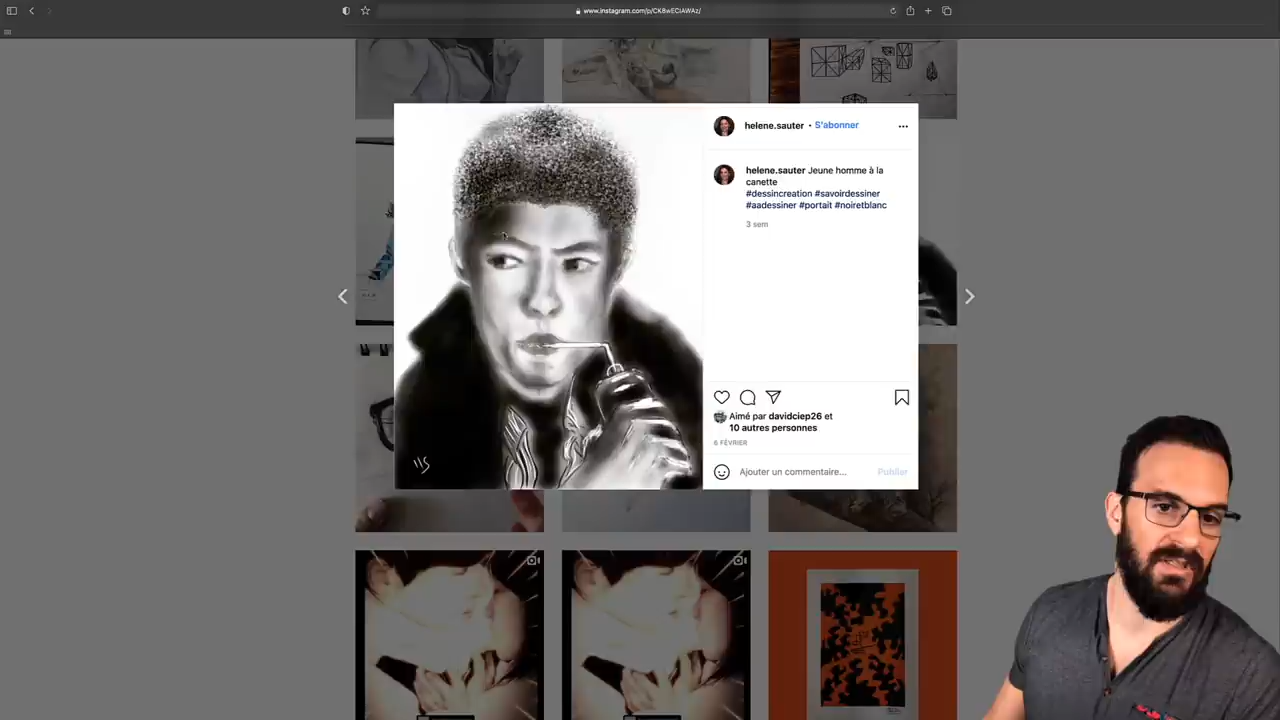 www.instagram.com/p/CK8wECIAWAz/
helene.sauter • S'abonner
helene.sauter Jeune homme à la
canette
#dessincreation #savoirdessiner
#aadessiner #portait #noiretblanc
3 sem
Aimé par davidciep26 et
10 autres personnes
6 FÉVRIER
Ajouter un commentaire... Publier